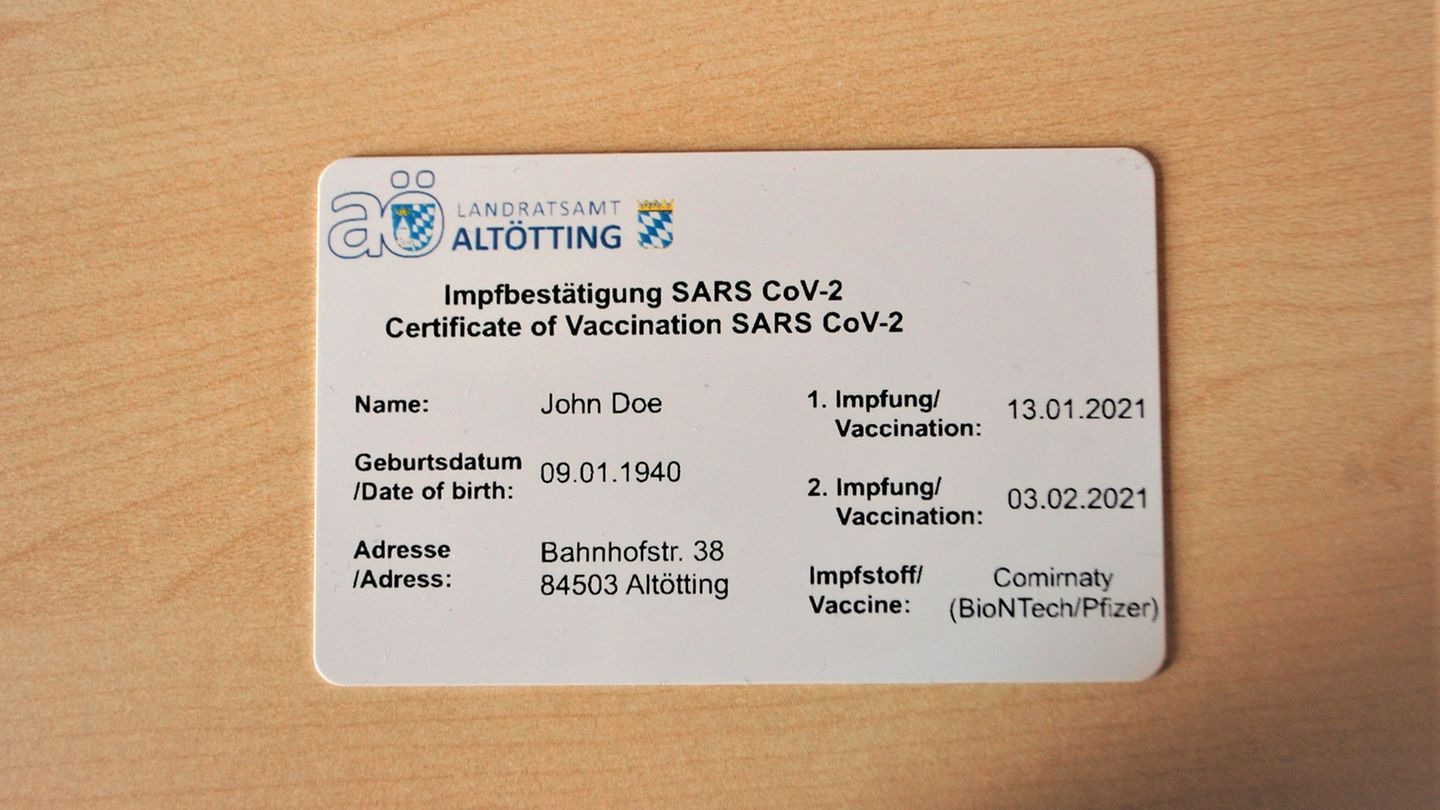 aö LANDRATSAMT
ALTÖTTING
Impfbestätigung SARS CoV-2
Certificate of Vaccination SARS CoV-2
Name: John Doe
Geburtsdatum
/Date of birth: 09.01.1940
Adresse
/Adress:
Bahnhofstr. 38
84503 Altötting
1. Impfung/
Vaccination: 13.01.2021
2. Impfung/
Vaccination: 03.02.2021
Impfstoff/
Vaccine:
Comirnaty
(BioNTech/Pfizer)